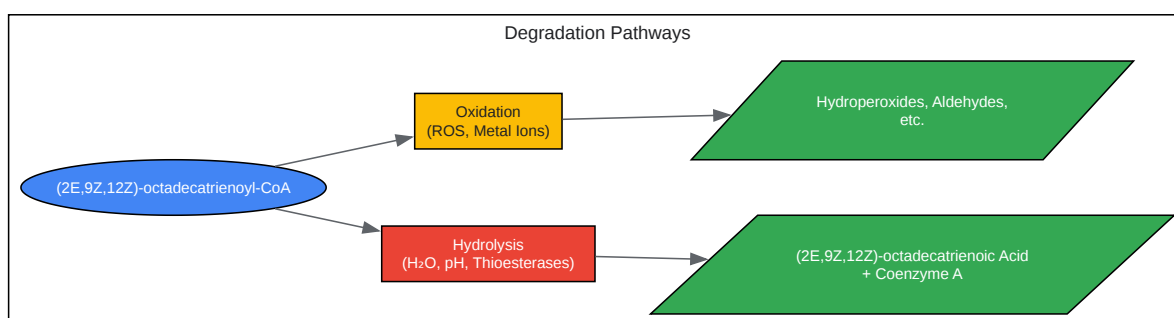 Degradation Pathways
Oxidation
(ROS, Metal Ions)
Hydroperoxides, Aldehydes,
etc.
(2E,9Z,12Z)-octadecatrienoyl-CoA
Hydrolysis
(H₂O, pH, Thioesterases)
(2E,9Z,12Z)-octadecatrienoic Acid
+ Coenzyme A